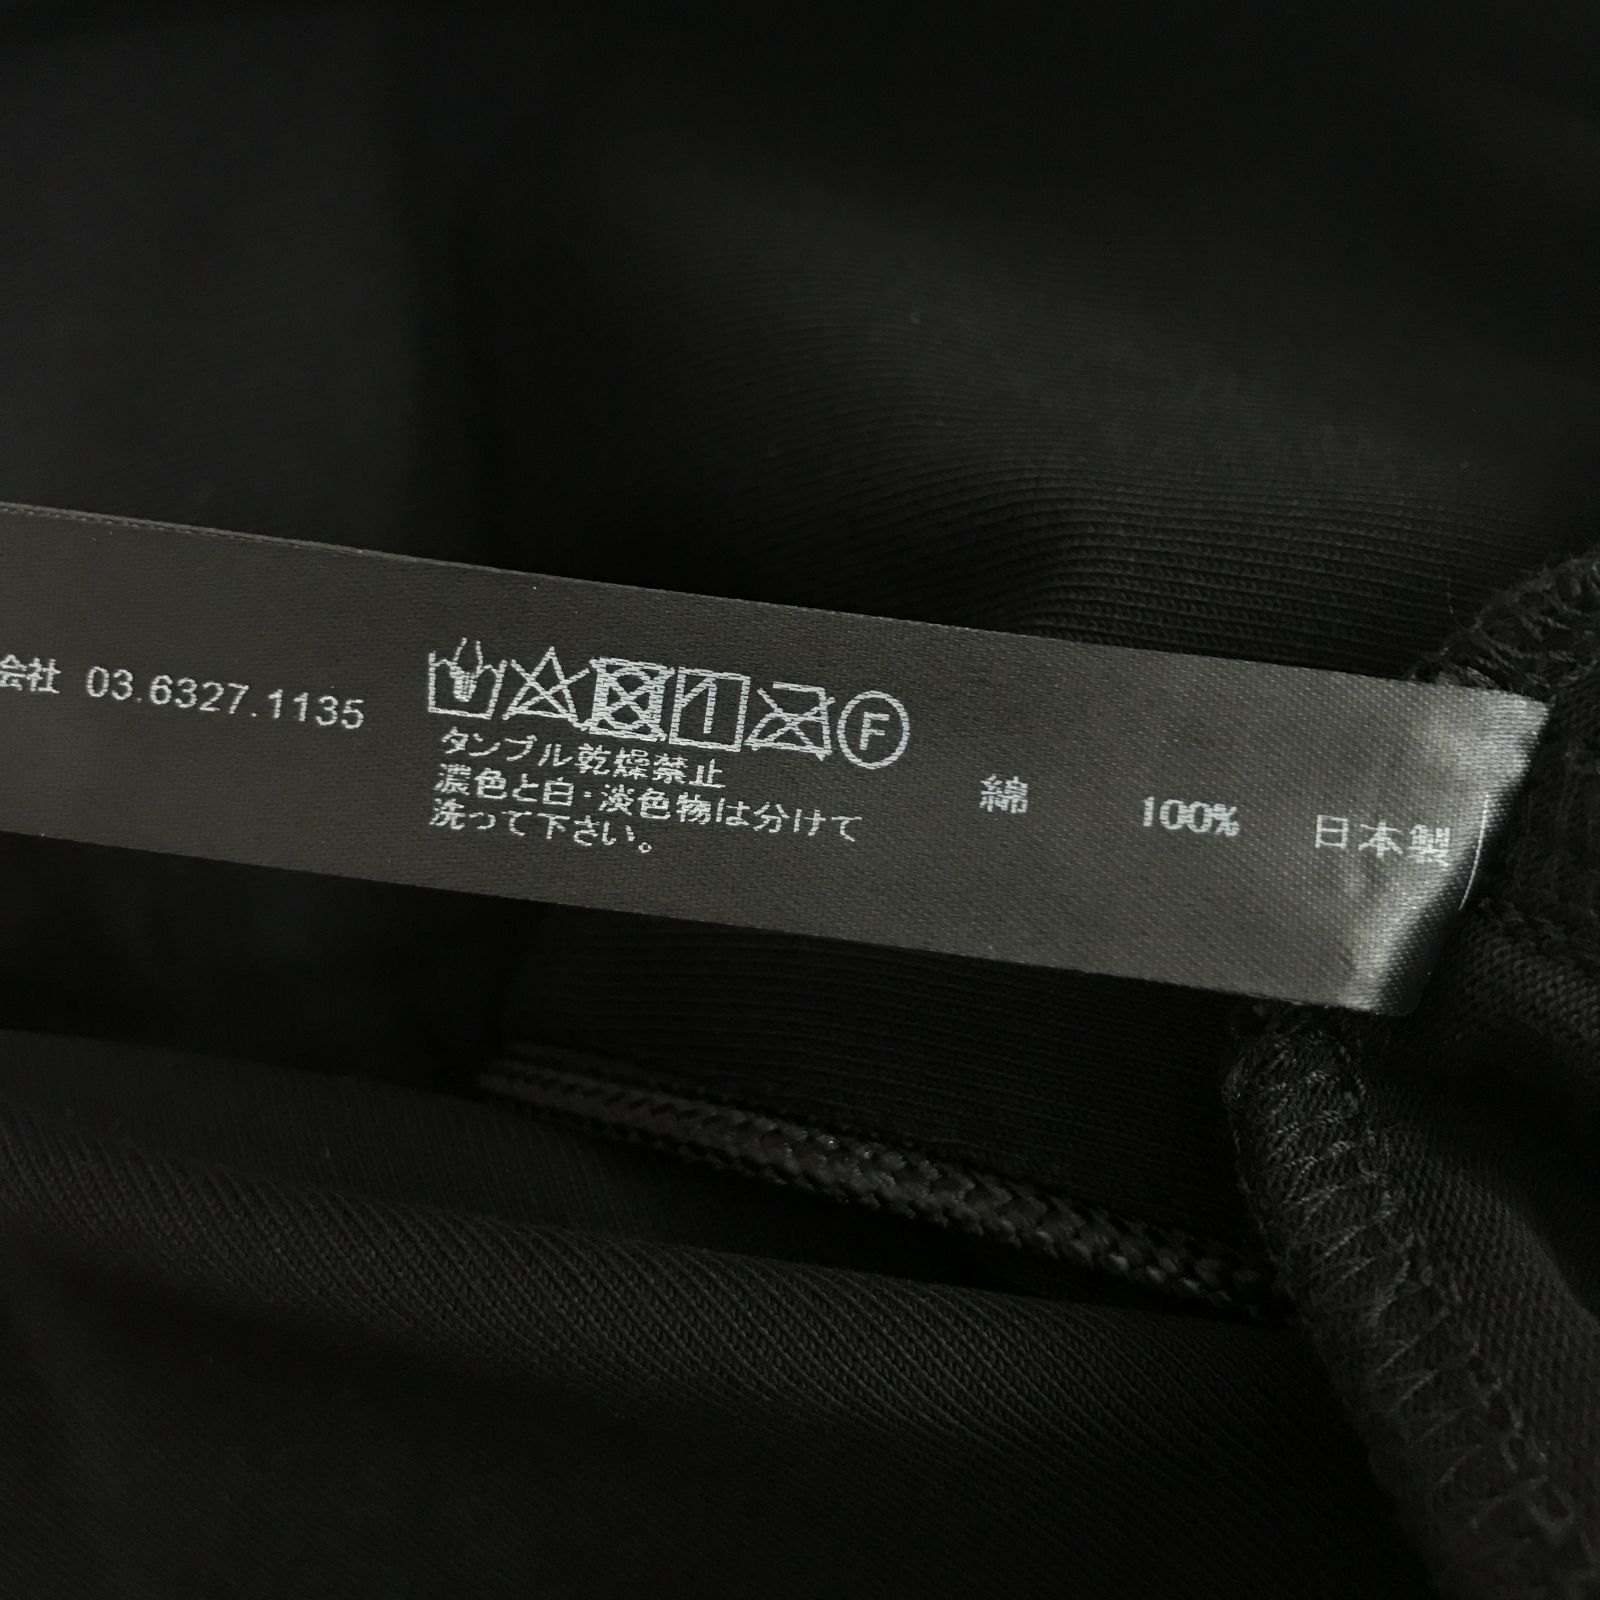 会社 03.6327.1135
F
タンブル乾燥禁止
濃色と白・淡色物は分けて
洗って下さい。
綿 100% 日本製